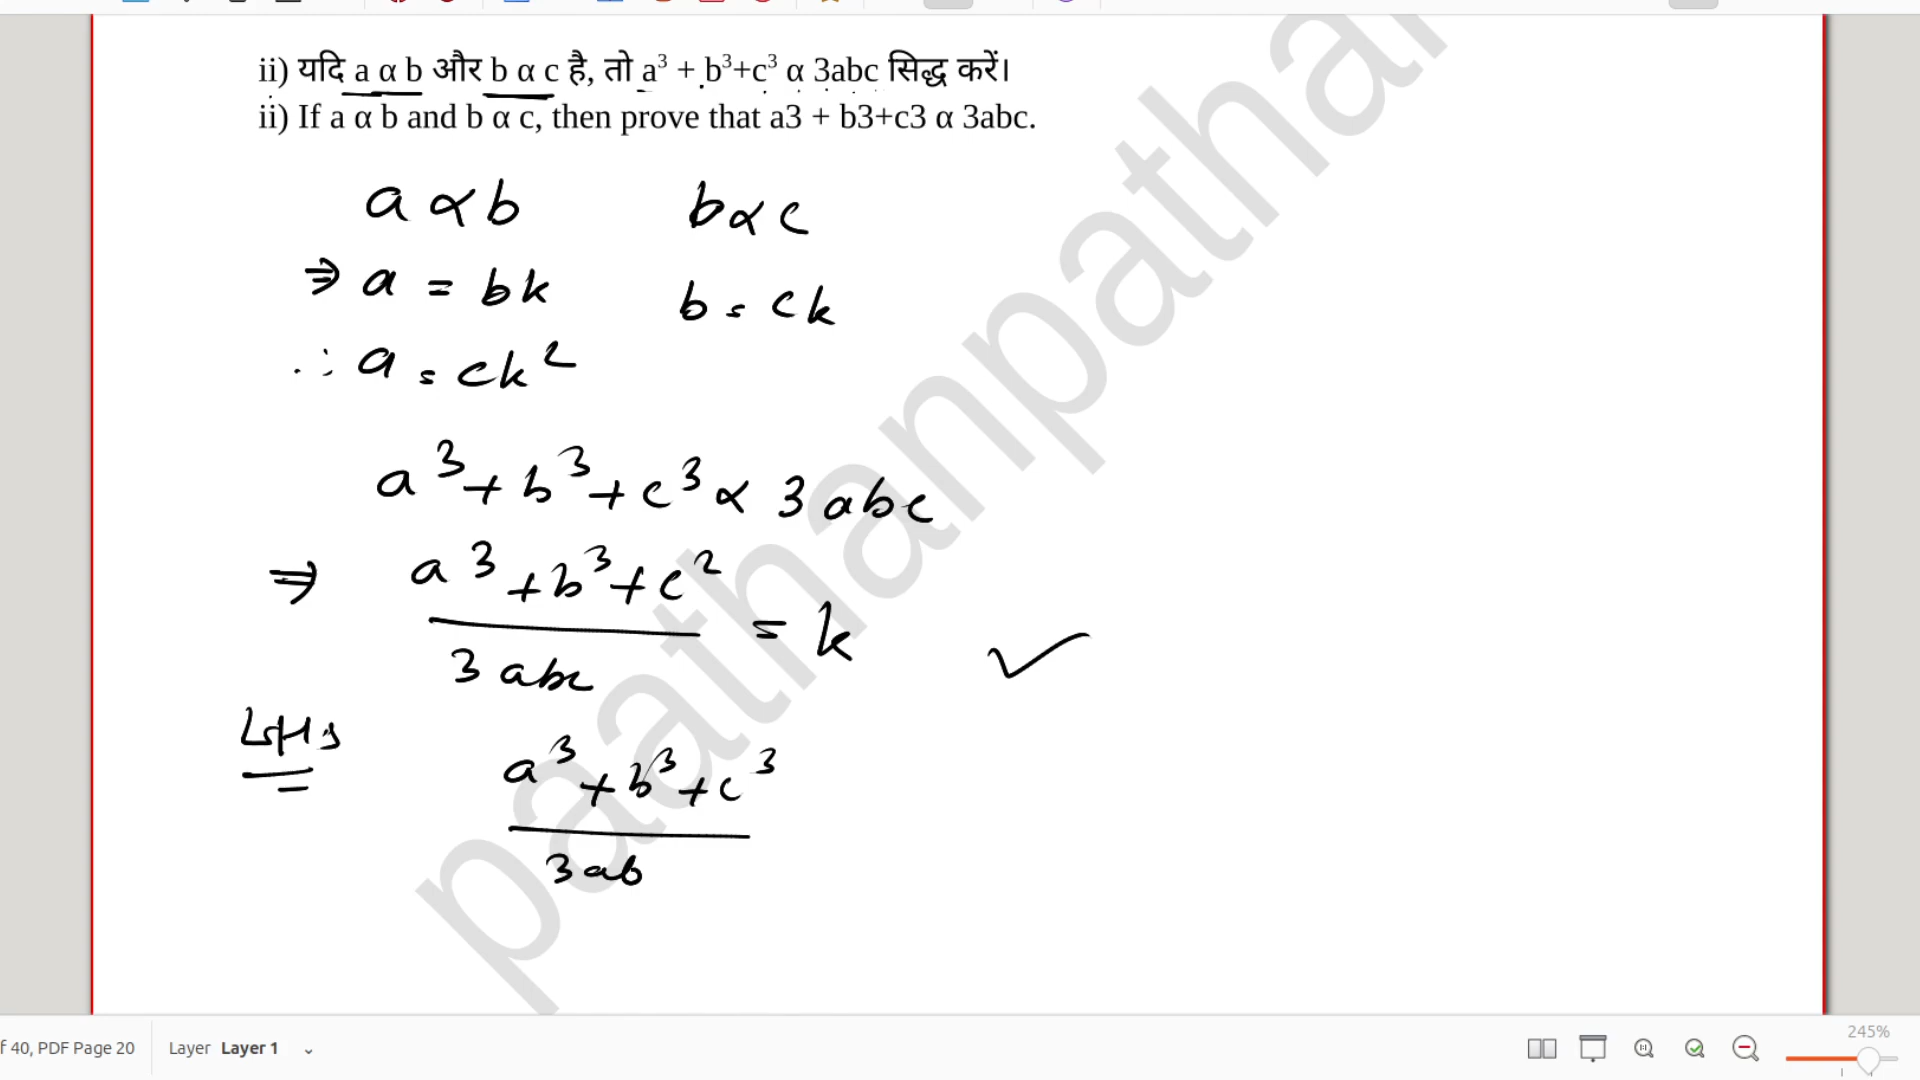 ii) यदि a α b और b α c है, तो a³ + b³+c³ α 3abc सिद्ध करें।
ii) If a α b and b α c, then prove that a3 + b3+c3 α 3abc.
a ∝ b b ∝ c
⇒ a = bk b = ck
∴ a = ck²
a³ + b³ + c³ ∝ 3abc
⇒ a³ + b³ + c² / 3abc = k ✓
LHS
a³ + b³ + c³ / 3ab
pathanpathan
f 40, PDF Page 20 Layer Layer 1 245%